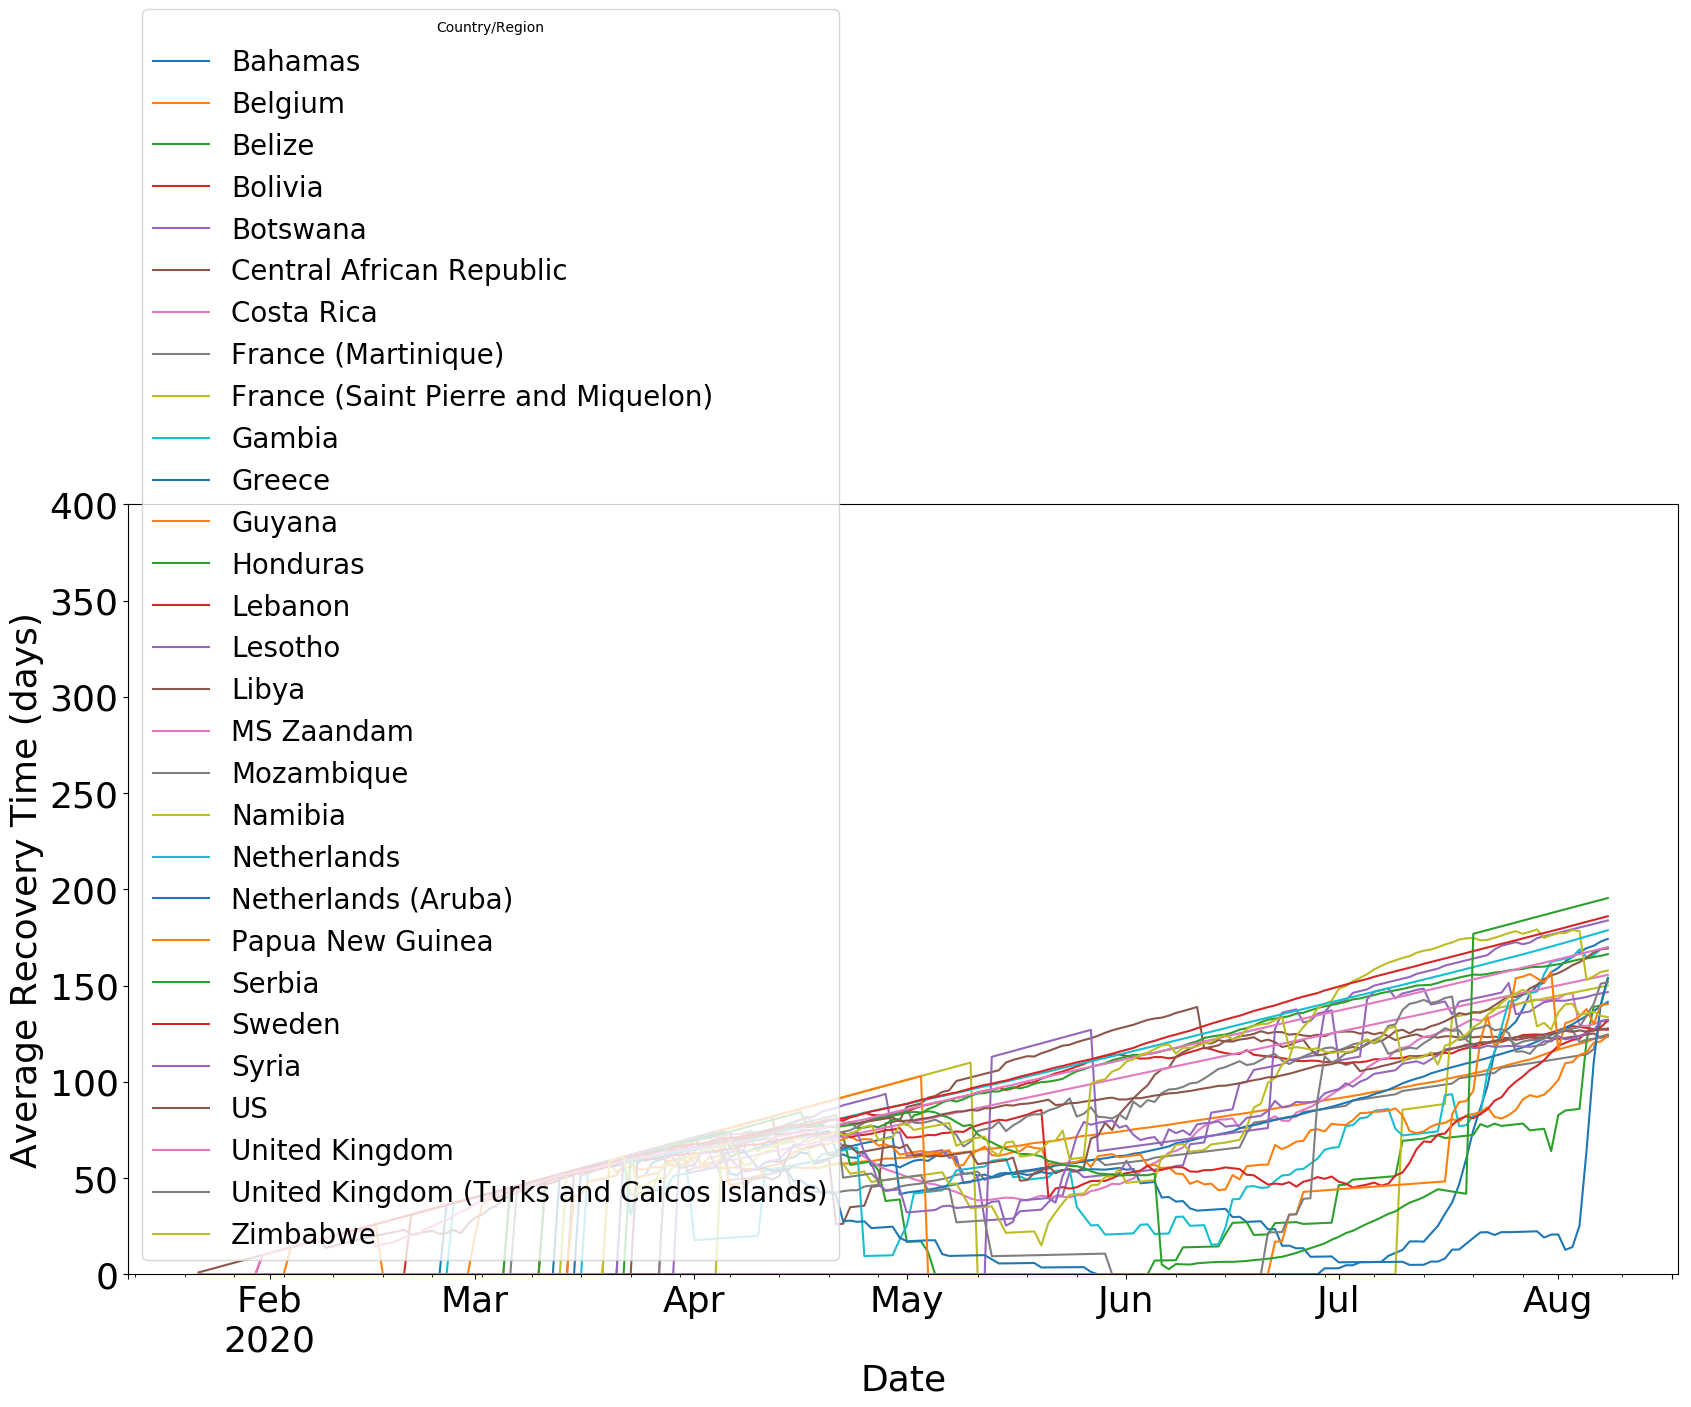 Country/Region
Bahamas
Belgium
Belize
Bolivia
Botswana
Central African Republic
Costa Rica
France (Martinique)
France (Saint Pierre and Miquelon)
Gambia
Greece
Guyana
Honduras
Lebanon
Lesotho
Libya
MS Zaandam
Mozambique
Namibia
Netherlands
Netherlands (Aruba)
Papua New Guinea
Serbia
Sweden
Syria
US
United Kingdom
United Kingdom (Turks and Caicos Islands)
Zimbabwe
Average Recovery Time (days)
400
350
300
250
200
150
100
50
0
Feb Mar Apr May Jun Jul Aug
2020
Date